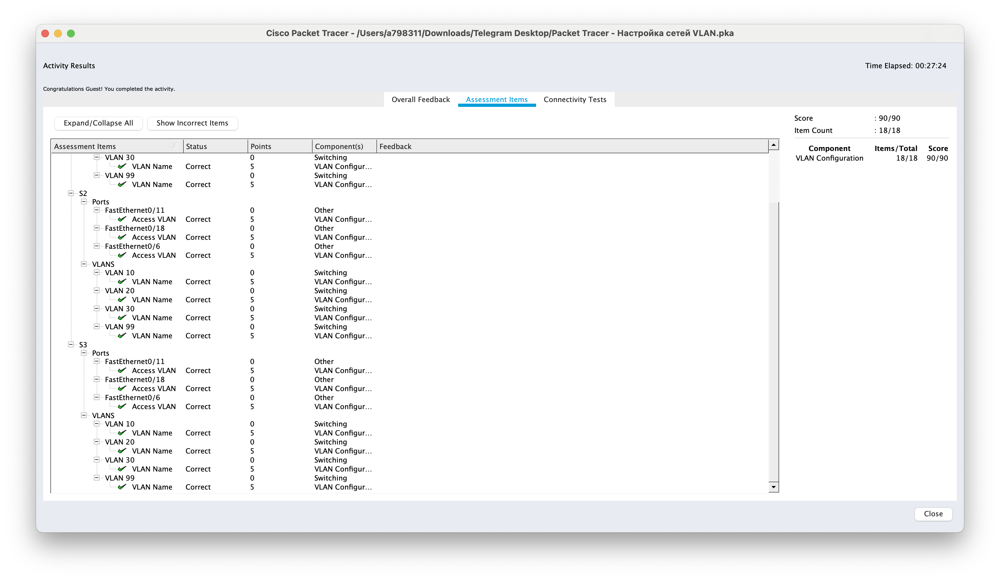 Cisco Packet Tracer - /Users/a798311/Downloads/Telegram Desktop/Packet Tracer - Настройка сетей VLAN.pka
Activity Results
Time Elapsed: 00:27:24
Congratulations Guest! You completed the activity.
Overall Feedback Assessment Items Connectivity Tests
Expand/Collapse All Show Incorrect Items
Score : 90/90
Item Count : 18/18
Component Items/Total Score
VLAN Configuration 18/18 90/90
Assessment Items Status Points Component(s) Feedback
VLAN 30 0 Switching
VLAN Name Correct 5 VLAN Configur...
VLAN 99 0 Switching
VLAN Name Correct 5 VLAN Configur...
S2
Ports
FastEthernet0/11 0 Other
Access VLAN Correct 5 VLAN Configur...
FastEthernet0/18 0 Other
Access VLAN Correct 5 VLAN Configur...
FastEthernet0/6 0 Other
Access VLAN Correct 5 VLAN Configur...
VLANS
VLAN 10 0 Switching
VLAN Name Correct 5 VLAN Configur...
VLAN 20 0 Switching
VLAN Name Correct 5 VLAN Configur...
VLAN 30 0 Switching
VLAN Name Correct 5 VLAN Configur...
VLAN 99 0 Switching
VLAN Name Correct 5 VLAN Configur...
S3
Ports
FastEthernet0/11 0 Other
Access VLAN Correct 5 VLAN Configur...
FastEthernet0/18 0 Other
Access VLAN Correct 5 VLAN Configur...
FastEthernet0/6 0 Other
Access VLAN Correct 5 VLAN Configur...
VLANS
VLAN 10 0 Switching
VLAN Name Correct 5 VLAN Configur...
VLAN 20 0 Switching
VLAN Name Correct 5 VLAN Configur...
VLAN 30 0 Switching
VLAN Name Correct 5 VLAN Configur...
VLAN 99 0 Switching
VLAN Name Correct 5 VLAN Configur...
Close